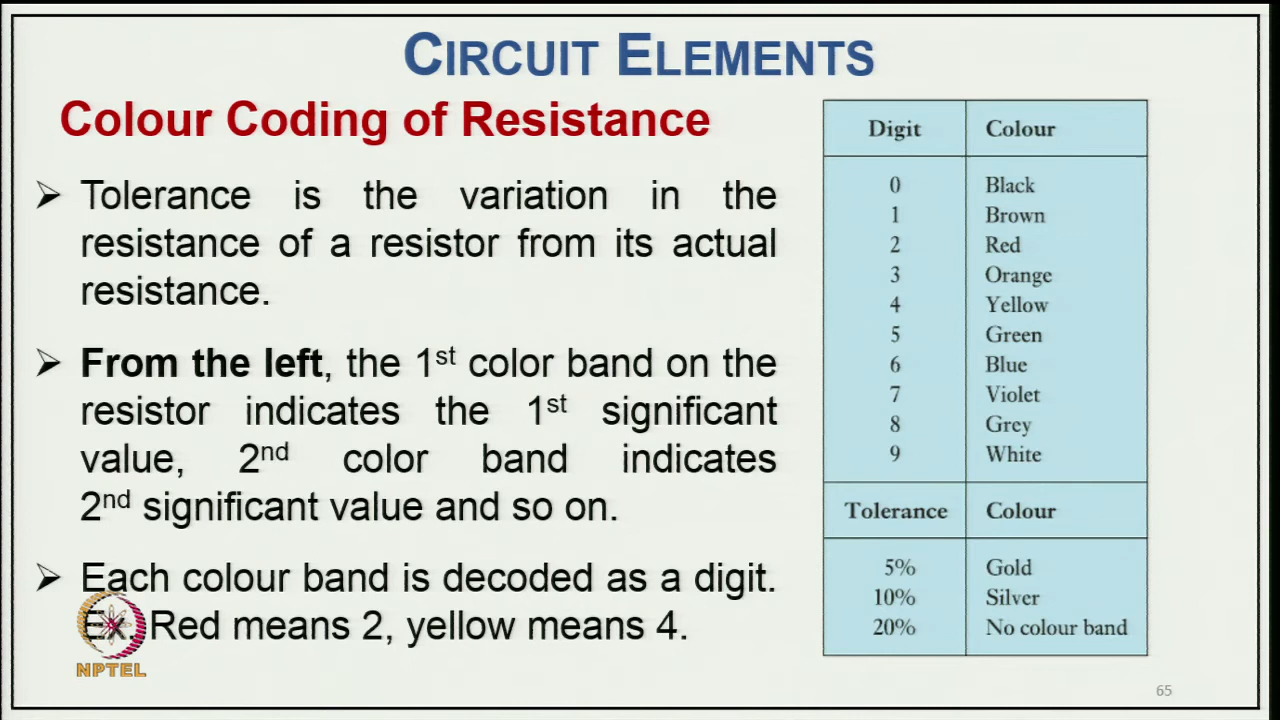 CIRCUIT ELEMENTS
Colour Coding of Resistance
Tolerance is the variation in the
resistance of a resistor from its actual
resistance.
From the left, the 1st color band on the
resistor indicates the 1st significant
value, 2nd color band indicates
2nd significant value and so on.
Each colour band is decoded as a digit.
Ex. Red means 2, yellow means 4.
NPTEL
Digit Colour
0 Black
1 Brown
2 Red
3 Orange
4 Yellow
5 Green
6 Blue
7 Violet
8 Grey
9 White
Tolerance Colour
5% Gold
10% Silver
20% No colour band
65